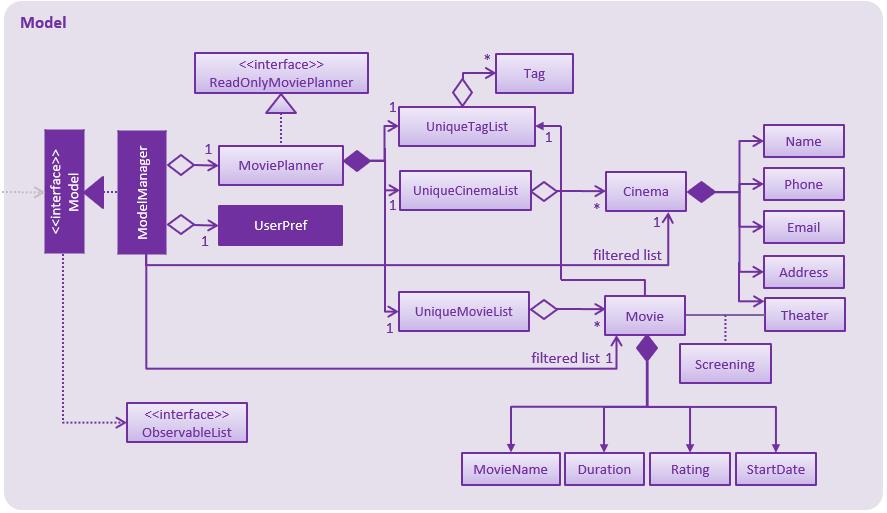 Model
<<interface>>
ReadOnlyMoviePlanner
*
Tag
1
UniqueTagList
1
<<interface>>
Model
ModelManager
1
MoviePlanner
UniqueCinemaList
1
*
Cinema
1
Name
Phone
Email
Address
Theater
1
UserPref
filtered list
UniqueMovieList
1
*
Movie
filtered list 1
Screening
<<interface>>
ObservableList
MovieName
Duration
Rating
StartDate